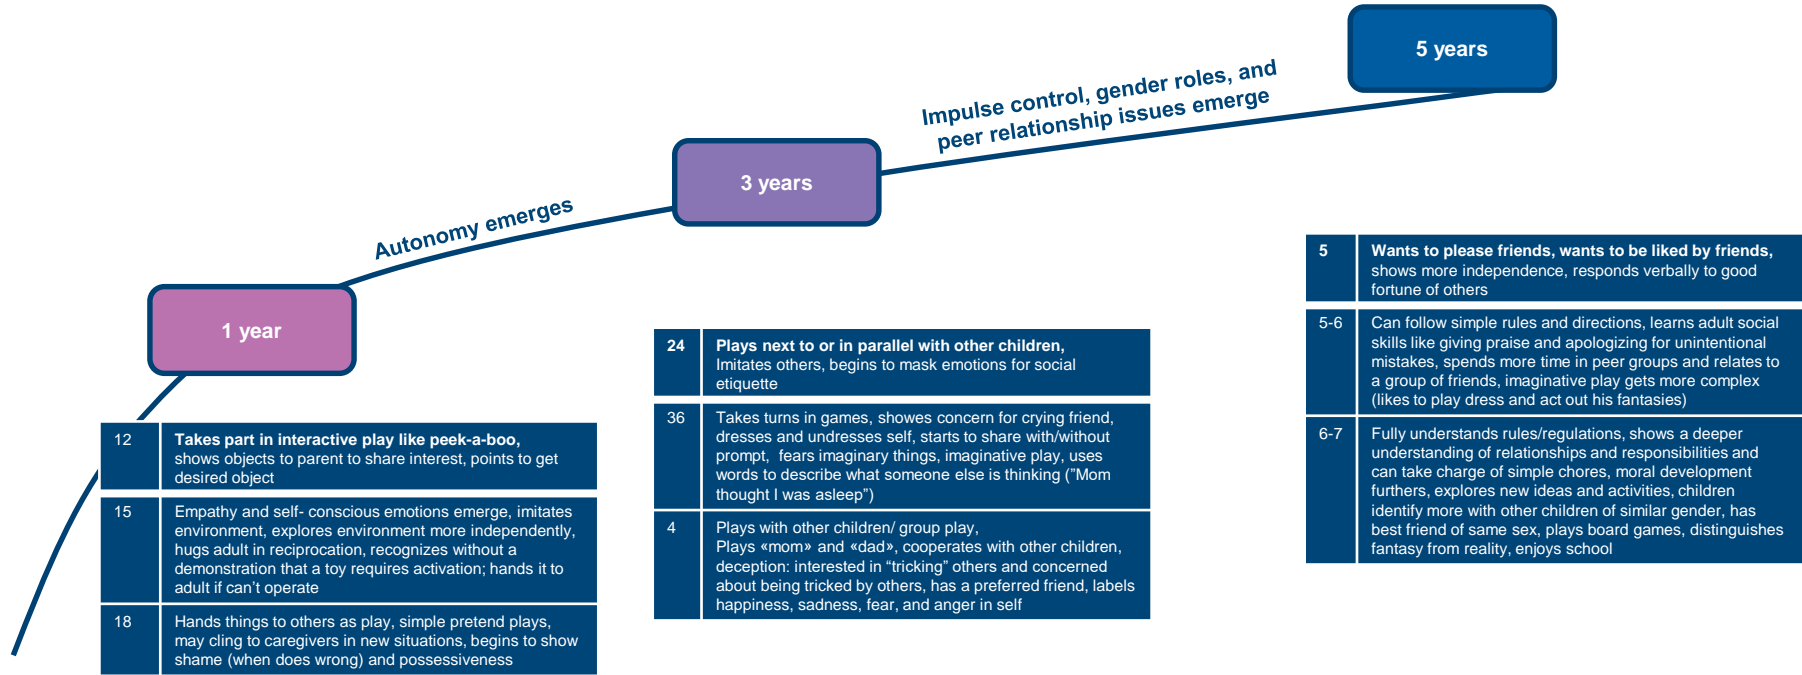 5 years
Impulse control, gender roles, and
peer relationship issues emerge
3 years
Autonomy emerges
1 year
12 Takes part in interactive play like peek-a-boo,
shows objects to parent to share interest, points to get
desired object
15 Empathy and self- conscious emotions emerge, imitates
environment, explores environment more independently,
hugs adult in reciprocation, recognizes without a
demonstration that a toy requires activation; hands it to
adult if can’t operate
18 Hands things to others as play, simple pretend plays,
may cling to caregivers in new situations, begins to show
shame (when does wrong) and possessiveness
24 Plays next to or in parallel with other children,
Imitates others, begins to mask emotions for social
etiquette
36 Takes turns in games, showes concern for crying friend,
dresses and undresses self, starts to share with/without
prompt, fears imaginary things, imaginative play, uses
words to describe what someone else is thinking (”Mom
thought I was asleep”)
4 Plays with other children/ group play,
Plays «mom» and «dad», cooperates with other children,
deception: interested in “tricking” others and concerned
about being tricked by others, has a preferred friend, labels
happiness, sadness, fear, and anger in self
5 Wants to please friends, wants to be liked by friends,
shows more independence, responds verbally to good
fortune of others
5-6 Can follow simple rules and directions, learns adult social
skills like giving praise and apologizing for unintentional
mistakes, spends more time in peer groups and relates to
a group of friends, imaginative play gets more complex
(likes to play dress and act out his fantasies)
6-7 Fully understands rules/regulations, shows a deeper
understanding of relationships and responsibilities and
can take charge of simple chores, moral development
furthers, explores new ideas and activities, children
identify more with other children of similar gender, has
best friend of same sex, plays board games, distinguishes
fantasy from reality, enjoys school